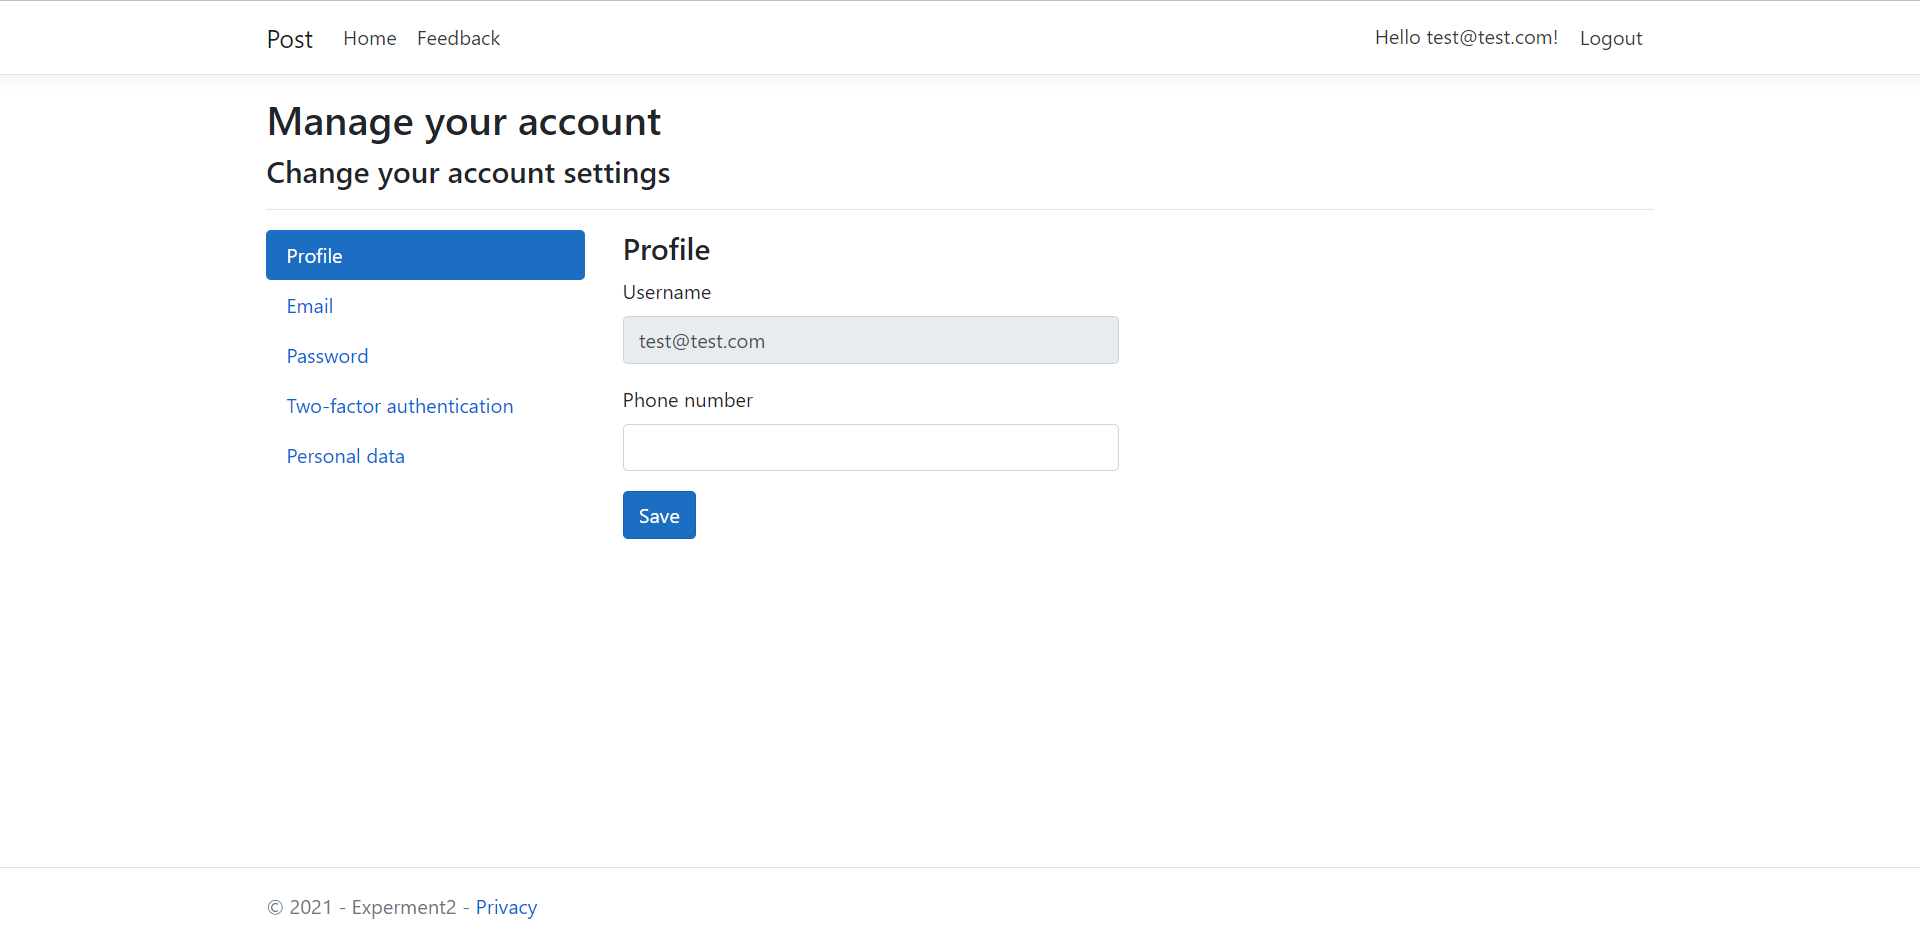 Post Home Feedback Hello test@test.com! Logout
Manage your account
Change your account settings
Profile
Email
Password
Two-factor authentication
Personal data
Profile
Username
test@test.com
Phone number
Save
© 2021 - Experment2 - Privacy